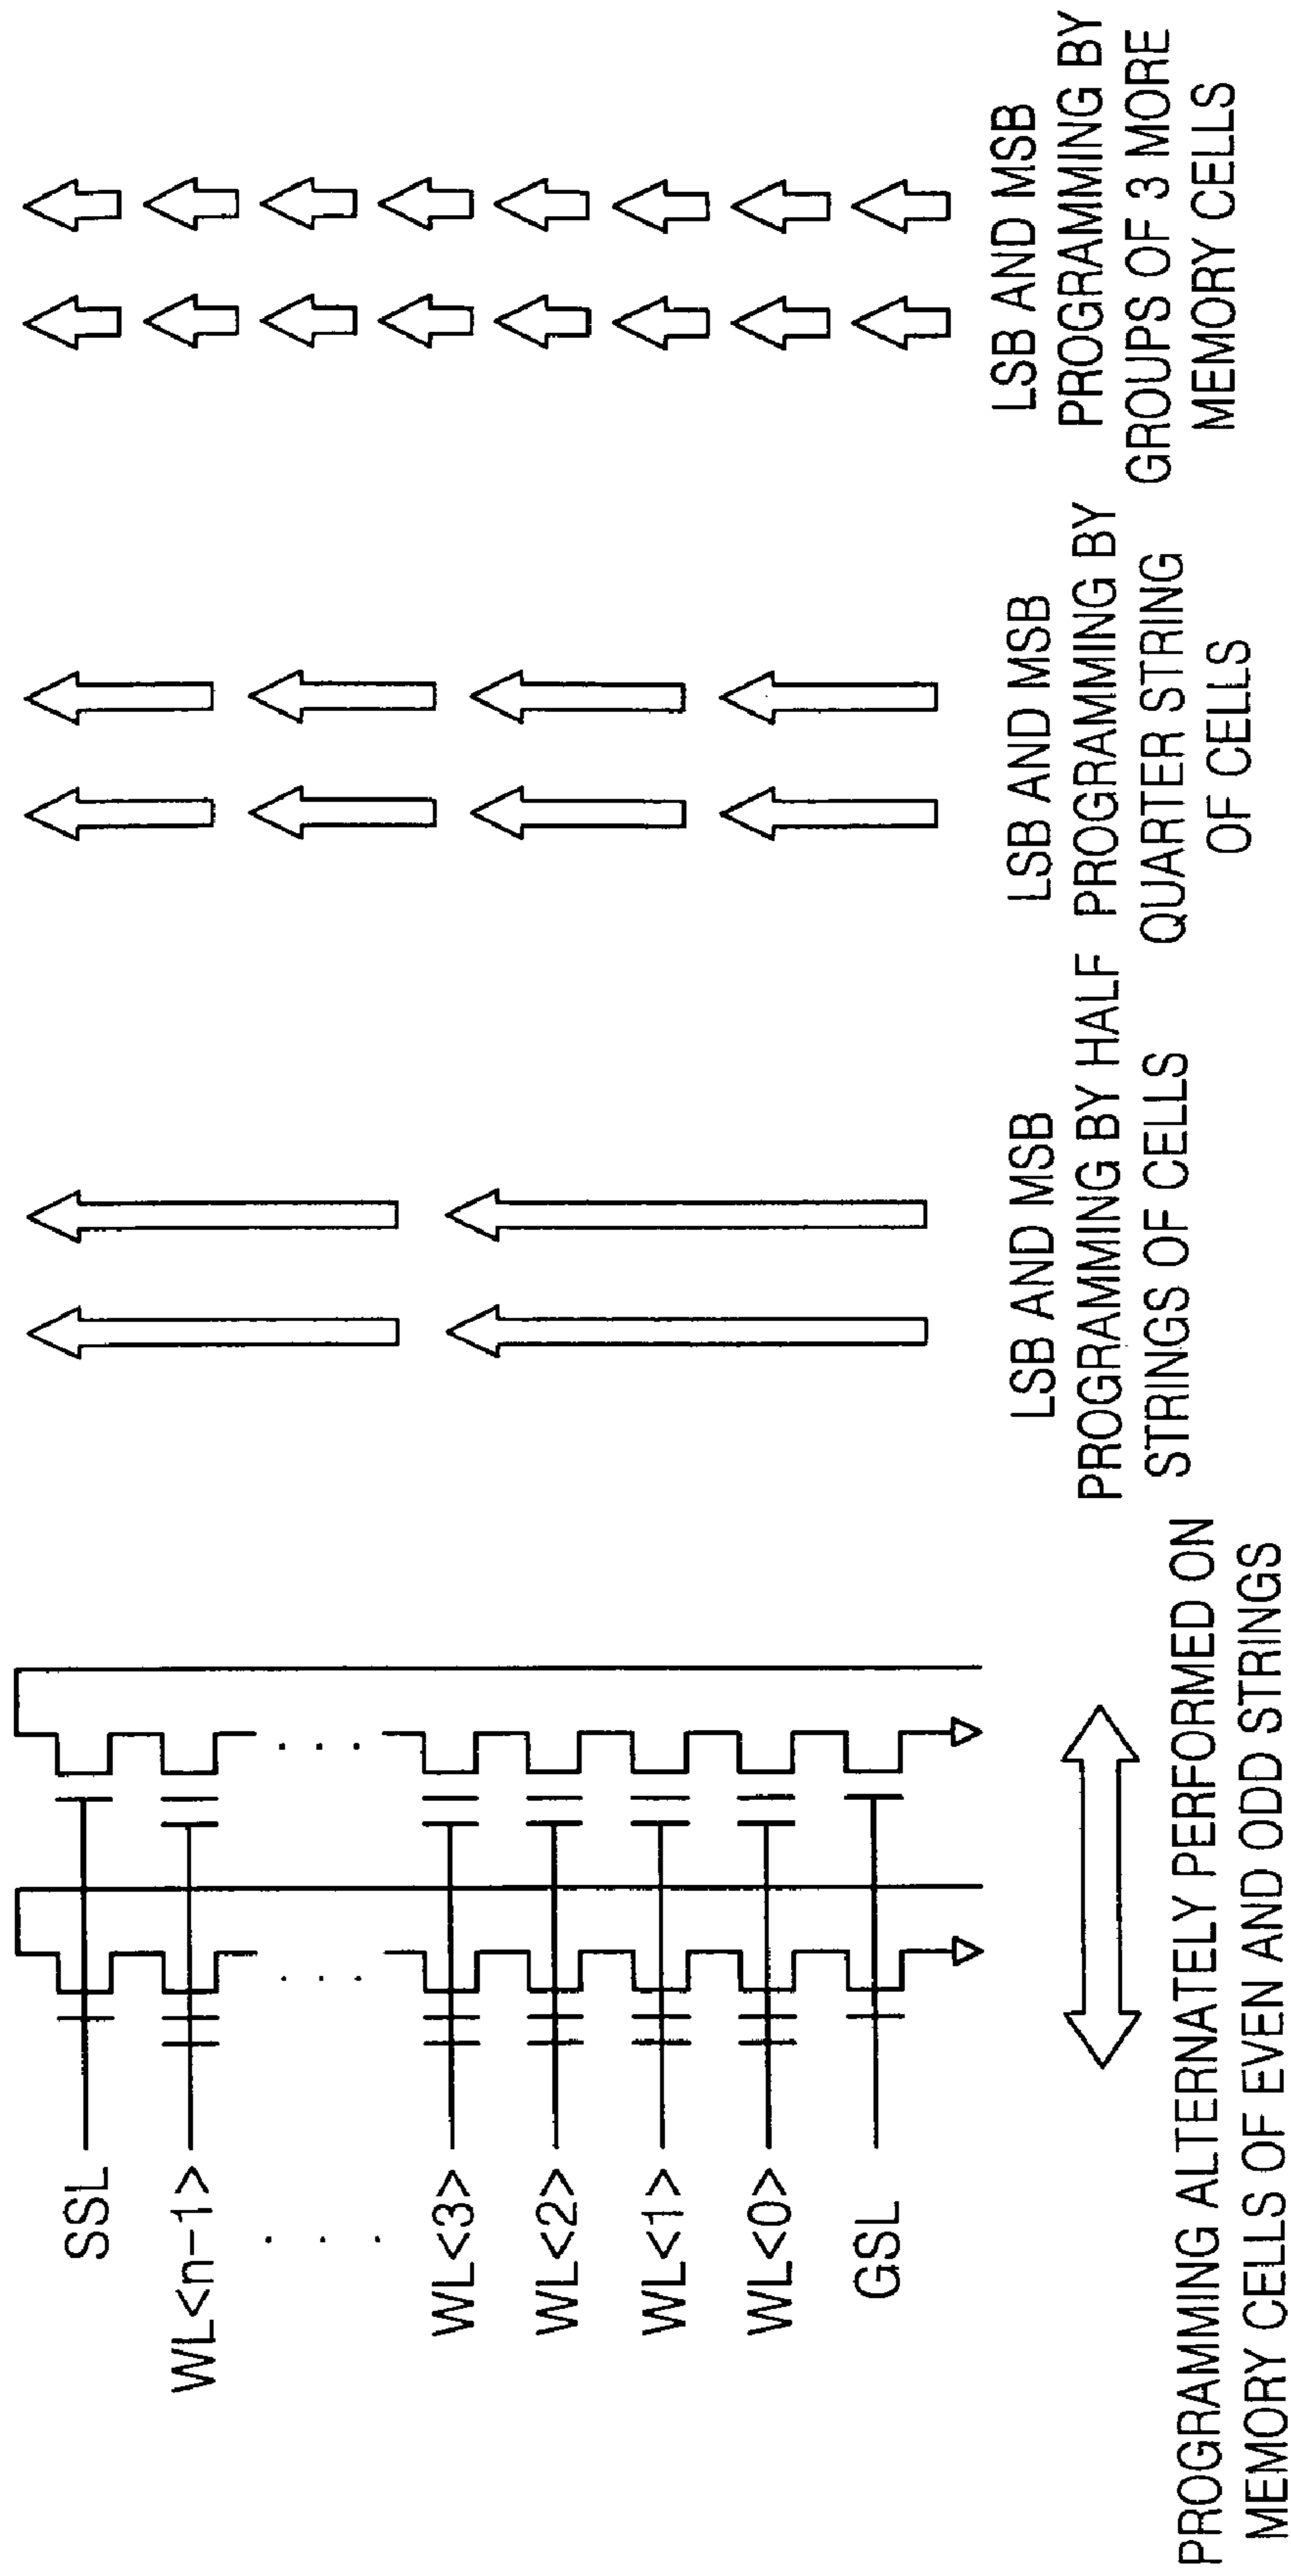 SSL
WL<n-1>
. . .
WL<3>
WL<2>
WL<1>
WL<0>
GSL
PROGRAMMING ALTERNATELY PERFORMED ON
MEMORY CELLS OF EVEN AND ODD STRINGS
LSB AND MSB
PROGRAMMING BY HALF
STRINGS OF CELLS
LSB AND MSB
PROGRAMMING BY
QUARTER STRING
OF CELLS
LSB AND MSB
PROGRAMMING BY
GROUPS OF 3 MORE
MEMORY CELLS